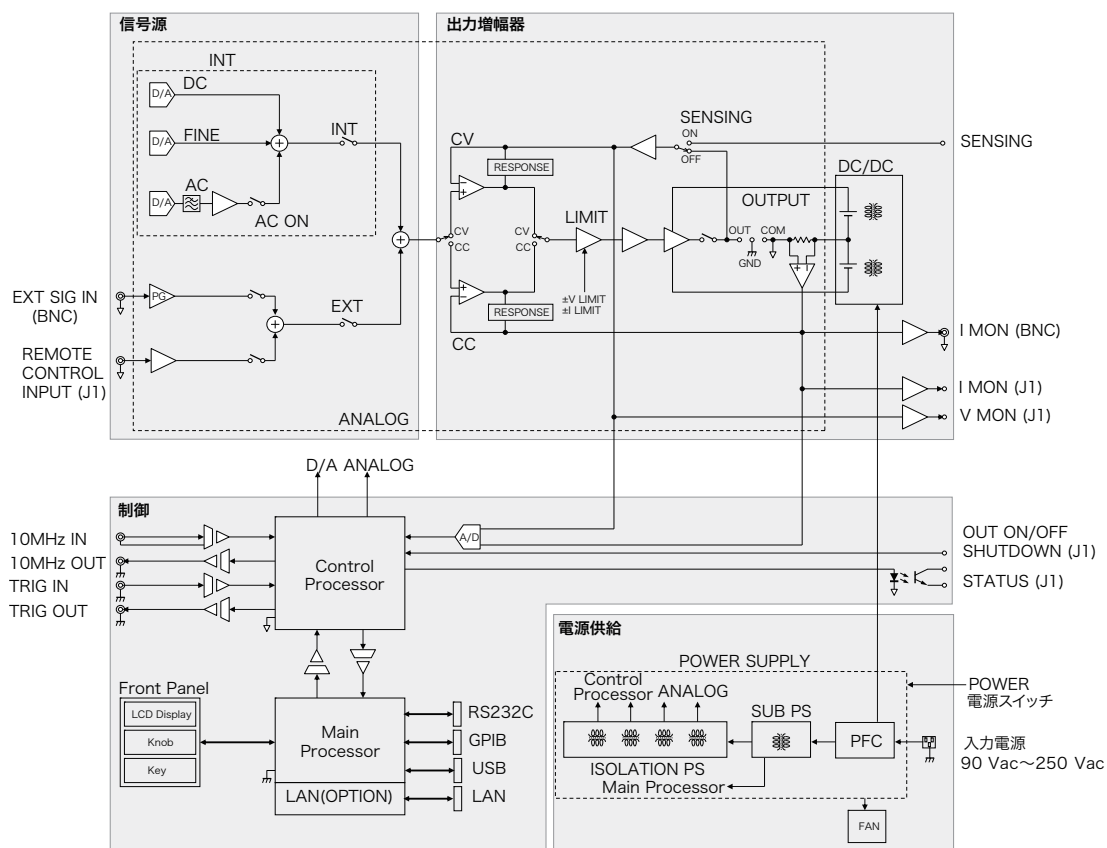 信号源
INT
D/A
DC
D/A
FINE
INT
D/A
AC
AC ON
EXT SIG IN
(BNC)
PG
EXT
REMOTE
CONTROL
INPUT (J1)
ANALOG
出力増幅器
CV
RESPONSE
SENSING
ON
OFF
SENSING
DC/DC
CV
CC
CV
CC
LIMIT
±V LIMIT
±I LIMIT
OUTPUT
OUT
COM
GND
RESPONSE
CC
I MON (BNC)
I MON (J1)
V MON (J1)
D/A
ANALOG
制御
10MHz IN
10MHz OUT
TRIG IN
TRIG OUT
Control
Processor
A/D
OUT ON/OFF
SHUTDOWN (J1)
STATUS (J1)
Front Panel
LCD Display
Knob
Key
Main
Processor
LAN(OPTION)
RS232C
GPIB
USB
LAN
電源供給
POWER SUPPLY
Control
Processor
ANALOG
SUB PS
PFC
ISOLATION PS
Main Processor
FAN
POWER
電源スイッチ
入力電源
90 Vac～250 Vac